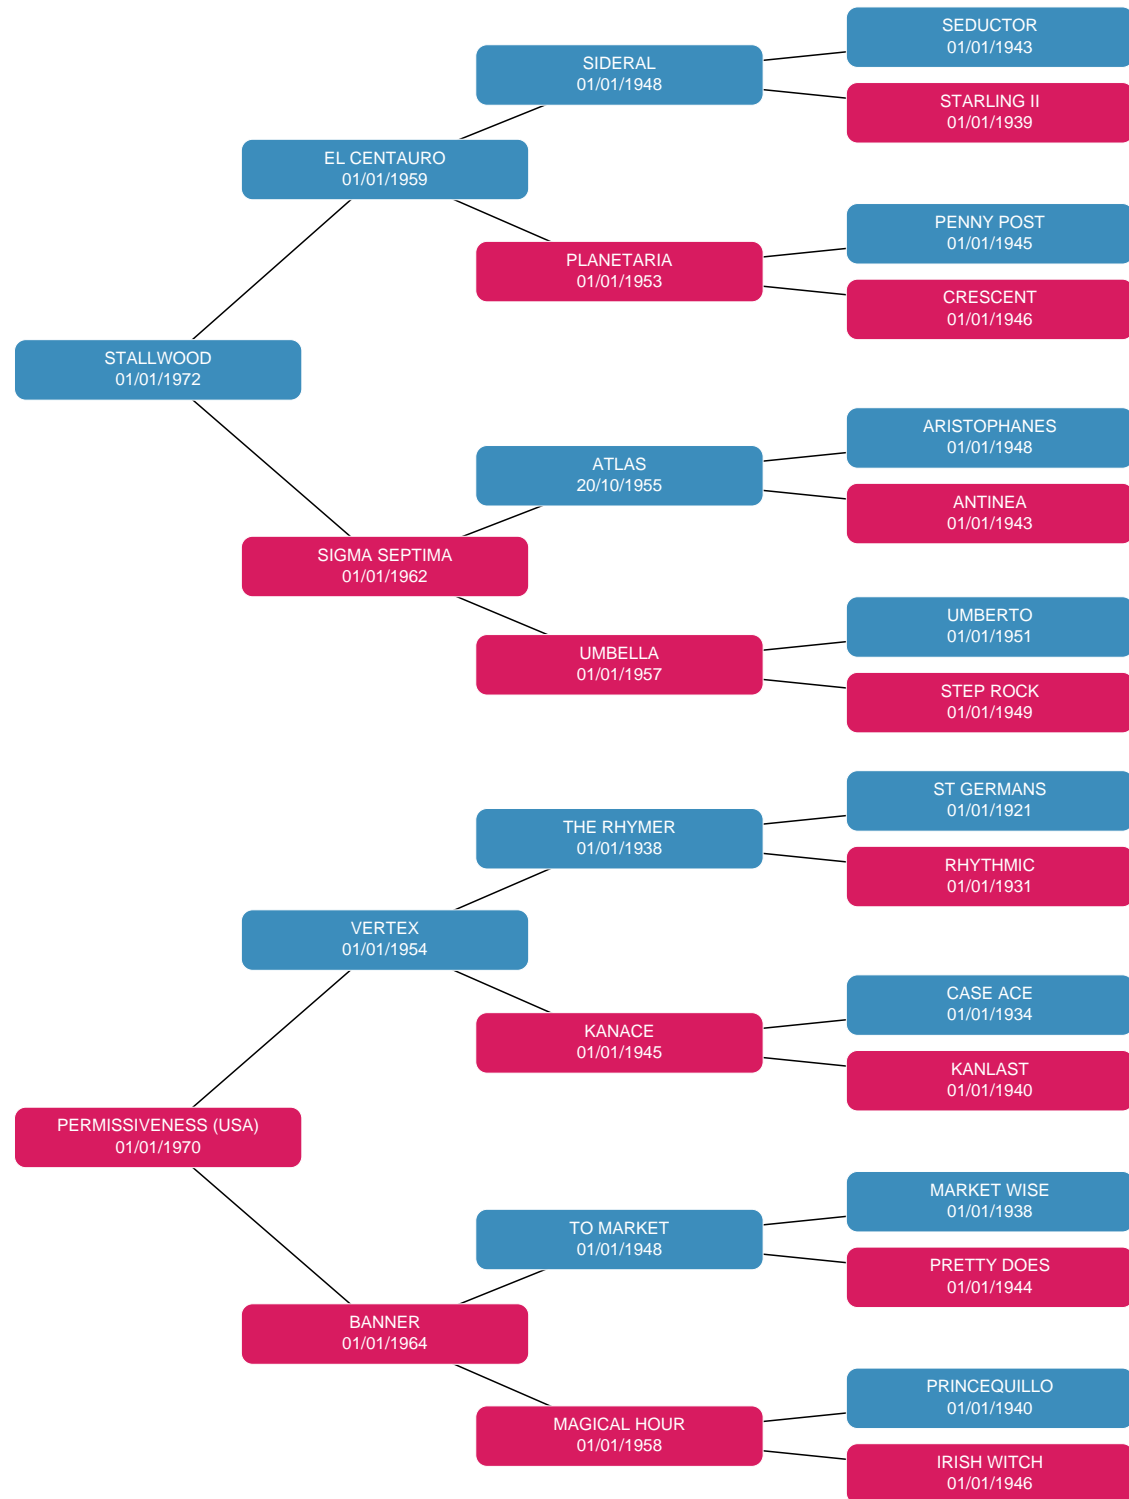 SEDUCTOR
01/01/1943
SIDERAL
01/01/1948
STARLING II
01/01/1939
EL CENTAURO
01/01/1959
PENNY POST
01/01/1945
PLANETARIA
01/01/1953
CRESCENT
01/01/1946
STALLWOOD
01/01/1972
ARISTOPHANES
01/01/1948
ATLAS
20/10/1955
ANTINEA
01/01/1943
SIGMA SEPTIMA
01/01/1962
UMBERTO
01/01/1951
UMBELLA
01/01/1957
STEP ROCK
01/01/1949
ST GERMANS
01/01/1921
THE RHYMER
01/01/1938
RHYTHMIC
01/01/1931
VERTEX
01/01/1954
CASE ACE
01/01/1934
KANACE
01/01/1945
KANLAST
01/01/1940
PERMISSIVENESS (USA)
01/01/1970
MARKET WISE
01/01/1938
TO MARKET
01/01/1948
PRETTY DOES
01/01/1944
BANNER
01/01/1964
PRINCEQUILLO
01/01/1940
MAGICAL HOUR
01/01/1958
IRISH WITCH
01/01/1946